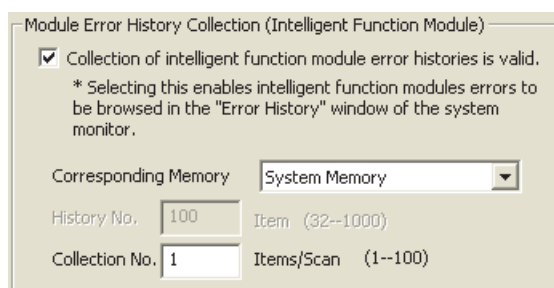 Module Error History Collection (Intelligent Function Module)
Collection of intelligent function module error histories is valid.
* Selecting this enables intelligent function modules errors to
be browsed in the "Error History" window of the system
monitor.
Corresponding Memory System Memory
History No. 100 Item (32--1000)
Collection No. 1 Items/Scan (1--100)